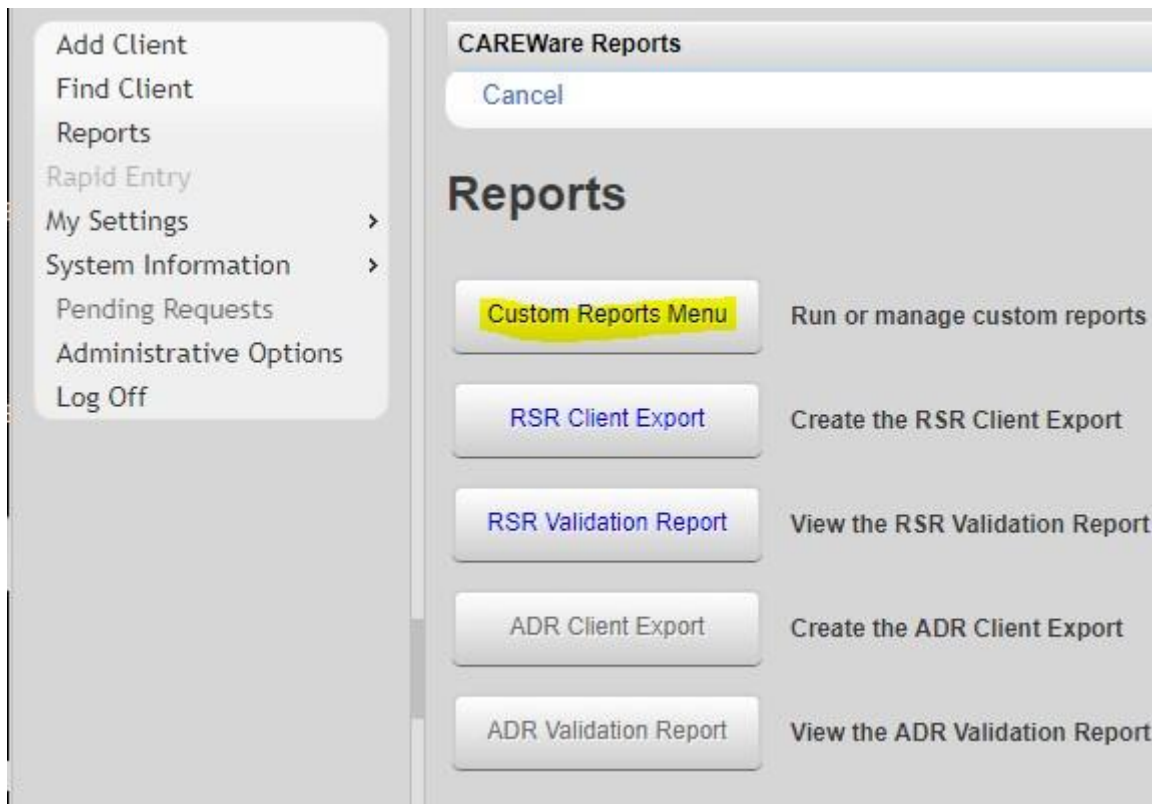 Add Client
Find Client
Reports
Rapid Entry
My Settings >
System Information >
Pending Requests
Administrative Options
Log Off
CAREWare Reports
Cancel
Reports
Custom Reports Menu Run or manage custom reports
RSR Client Export Create the RSR Client Export
RSR Validation Report View the RSR Validation Report
ADR Client Export Create the ADR Client Export
ADR Validation Report View the ADR Validation Report